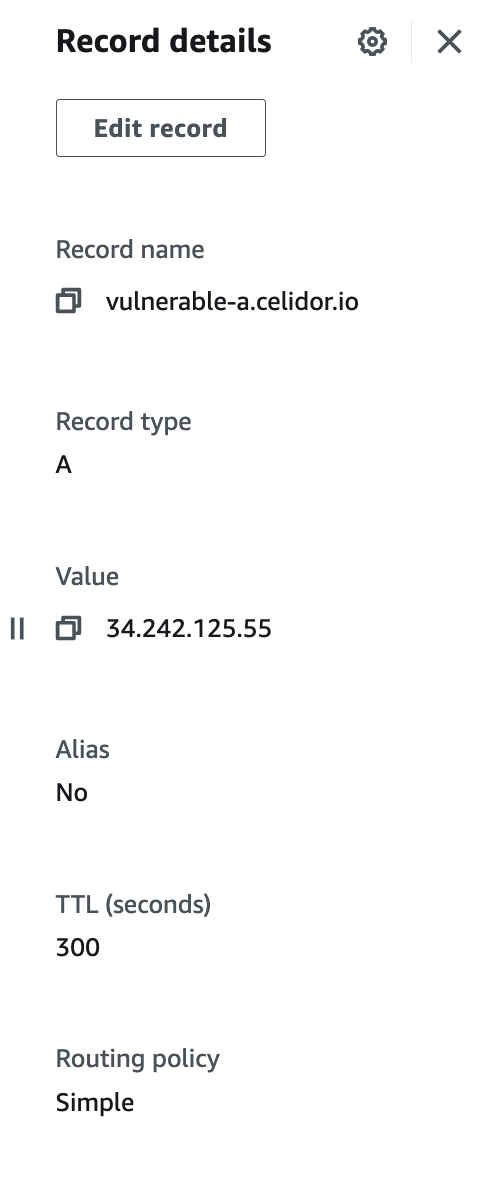 Record details
Edit record
Record name
vulnerable-a.celidor.io
Record type
A
Value
34.242.125.55
Alias
No
TTL (seconds)
300
Routing policy
Simple